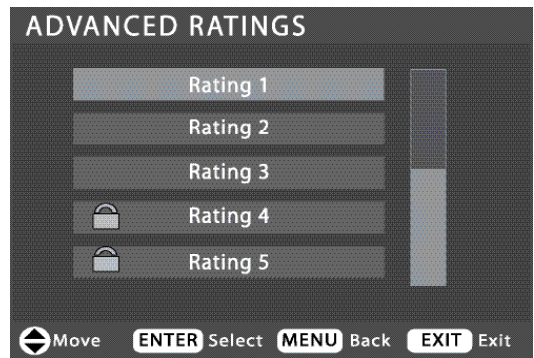 ADVANCED RATINGS
Rating 1
Rating 2
Rating 3
Rating 4
Rating 5
Move ENTER Select MENU Back EXIT Exit